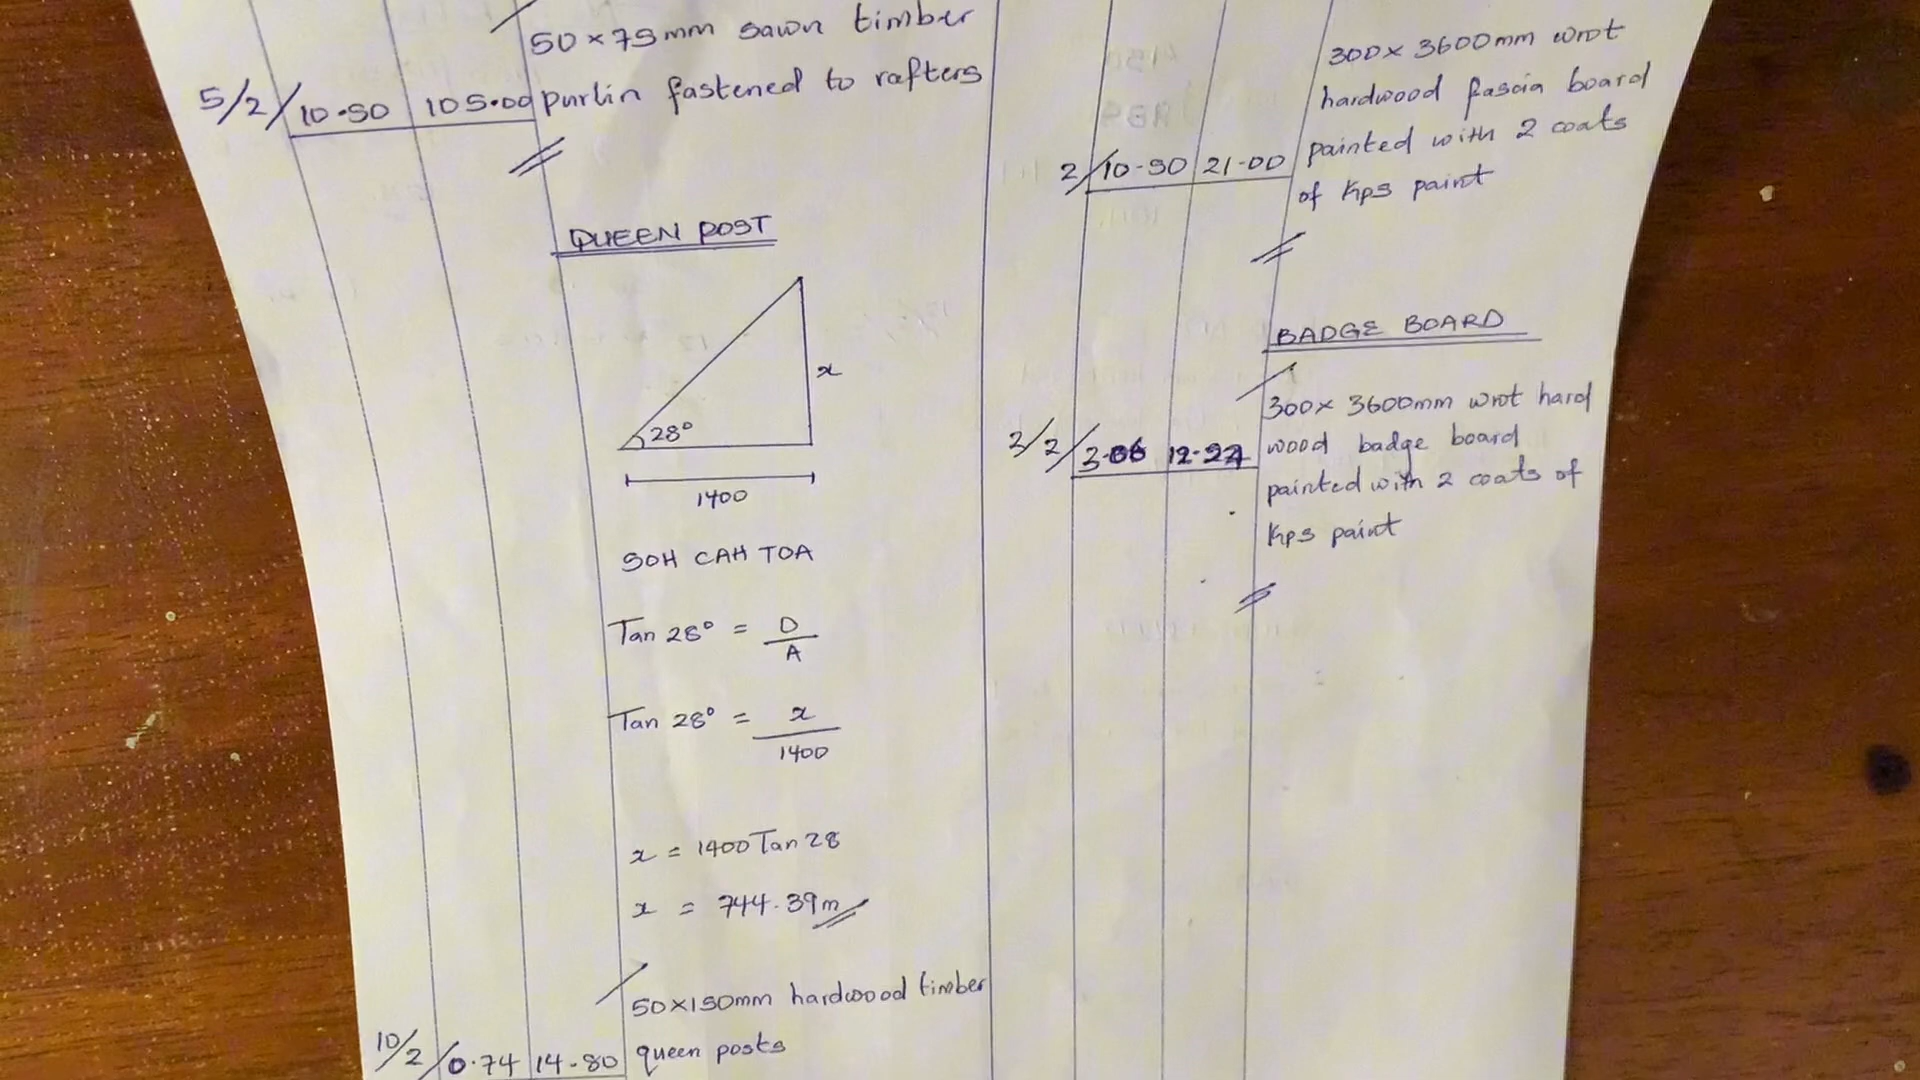 50 x 75mm sawn timber
5/2/ 10.50 105.00 purlin fastened to rafters
QUEEN POST
x
28°
1400
SOH CAH TOA
Tan 28° = O
A
Tan 28° = x
1400
x = 1400 Tan 28
x = 744.39m
50x150mm hardwood timber
10/2/ 0.74 14.80 queen posts
300 x 3600mm wrot
hardwood fascia board
painted with 2 coats
2/ 10.50 21.00
of Kps paint
BADGE BOARD
300x 3600mm wrot hard
2/2/ 3.06 12.24 wood badge board
painted with 2 coats of
Kps paint